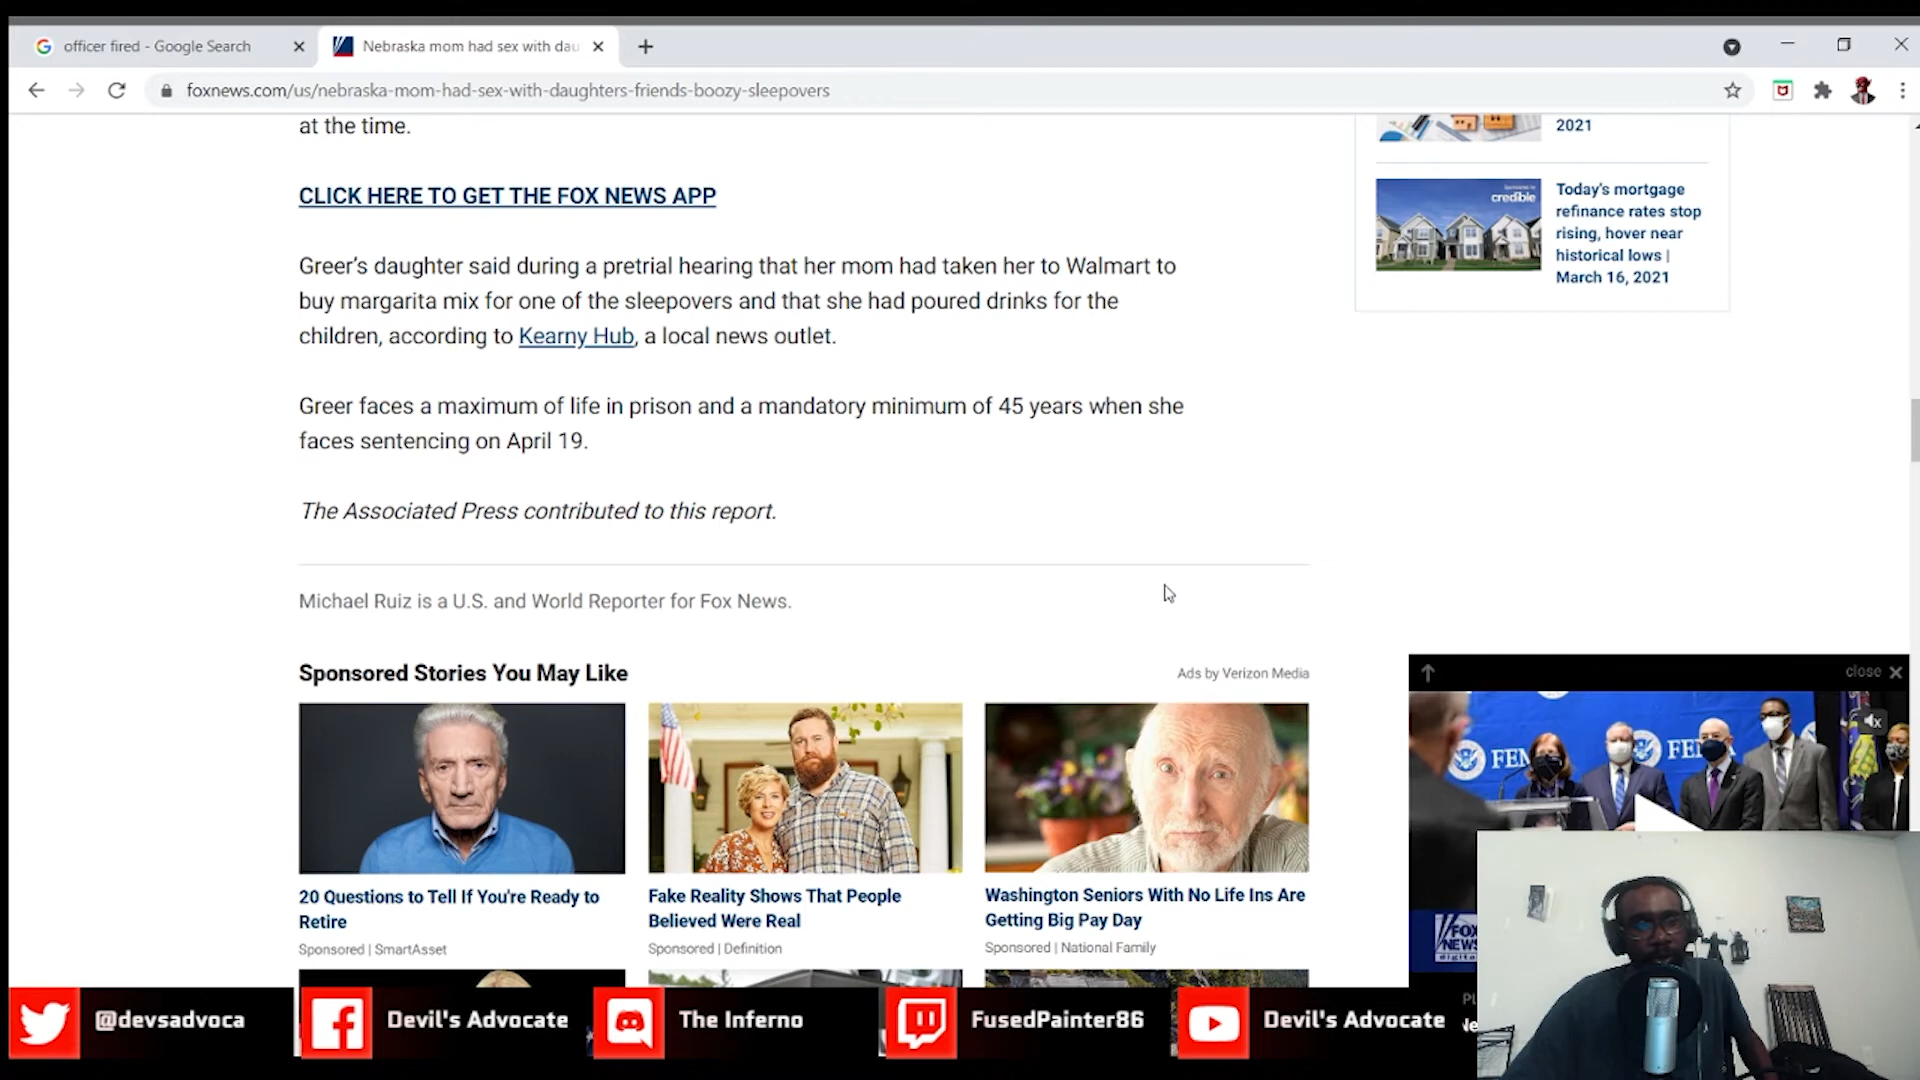 officer fired - Google Search
Nebraska mom had sex with dau
foxnews.com/us/nebraska-mom-had-sex-with-daughters-friends-boozy-sleepovers
at the time.
CLICK HERE TO GET THE FOX NEWS APP
Greer's daughter said during a pretrial hearing that her mom had taken her to Walmart to
buy margarita mix for one of the sleepovers and that she had poured drinks for the
children, according to Kearny Hub, a local news outlet.
Greer faces a maximum of life in prison and a mandatory minimum of 45 years when she
faces sentencing on April 19.
The Associated Press contributed to this report.
Michael Ruiz is a U.S. and World Reporter for Fox News.
2021
credible
Today's mortgage
refinance rates stop
rising, hover near
historical lows |
March 16, 2021
Sponsored Stories You May Like
Ads by Verizon Media
20 Questions to Tell If You're Ready to
Retire
Sponsored | SmartAsset
Fake Reality Shows That People
Believed Were Real
Sponsored | Definition
Washington Seniors With No Life Ins Are
Getting Big Pay Day
Sponsored | National Family
close
FEM
FEM
FOX
NEWS
digital
@devsadvoca
Devil's Advocate
The Inferno
FusedPainter86
Devil's Advocate